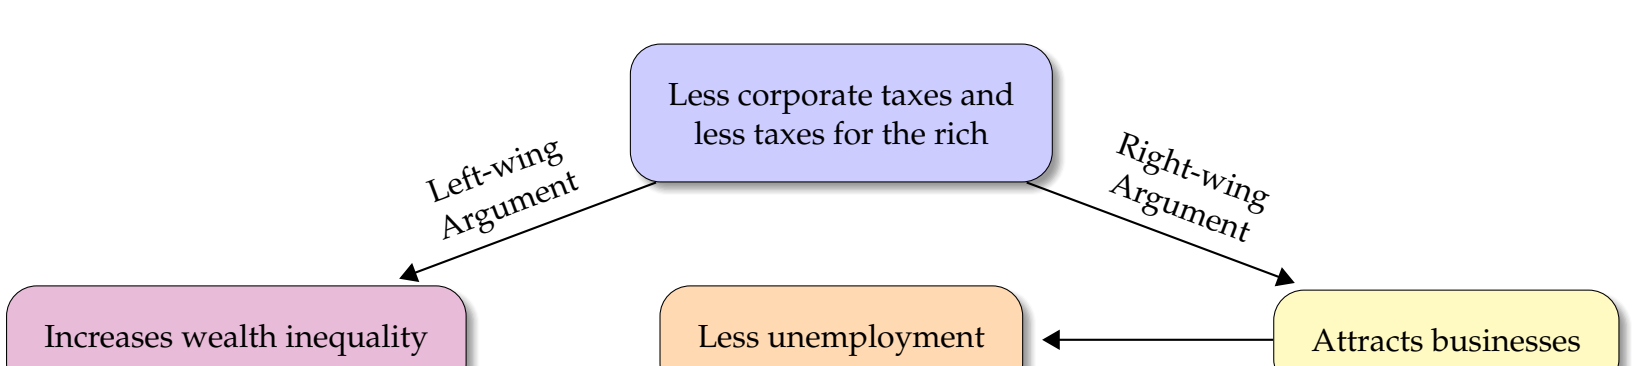 Less corporate taxes and
less taxes for the rich
Left-wing
Argument
Right-wing
Argument
Increases wealth inequality
Less unemployment
Attracts businesses